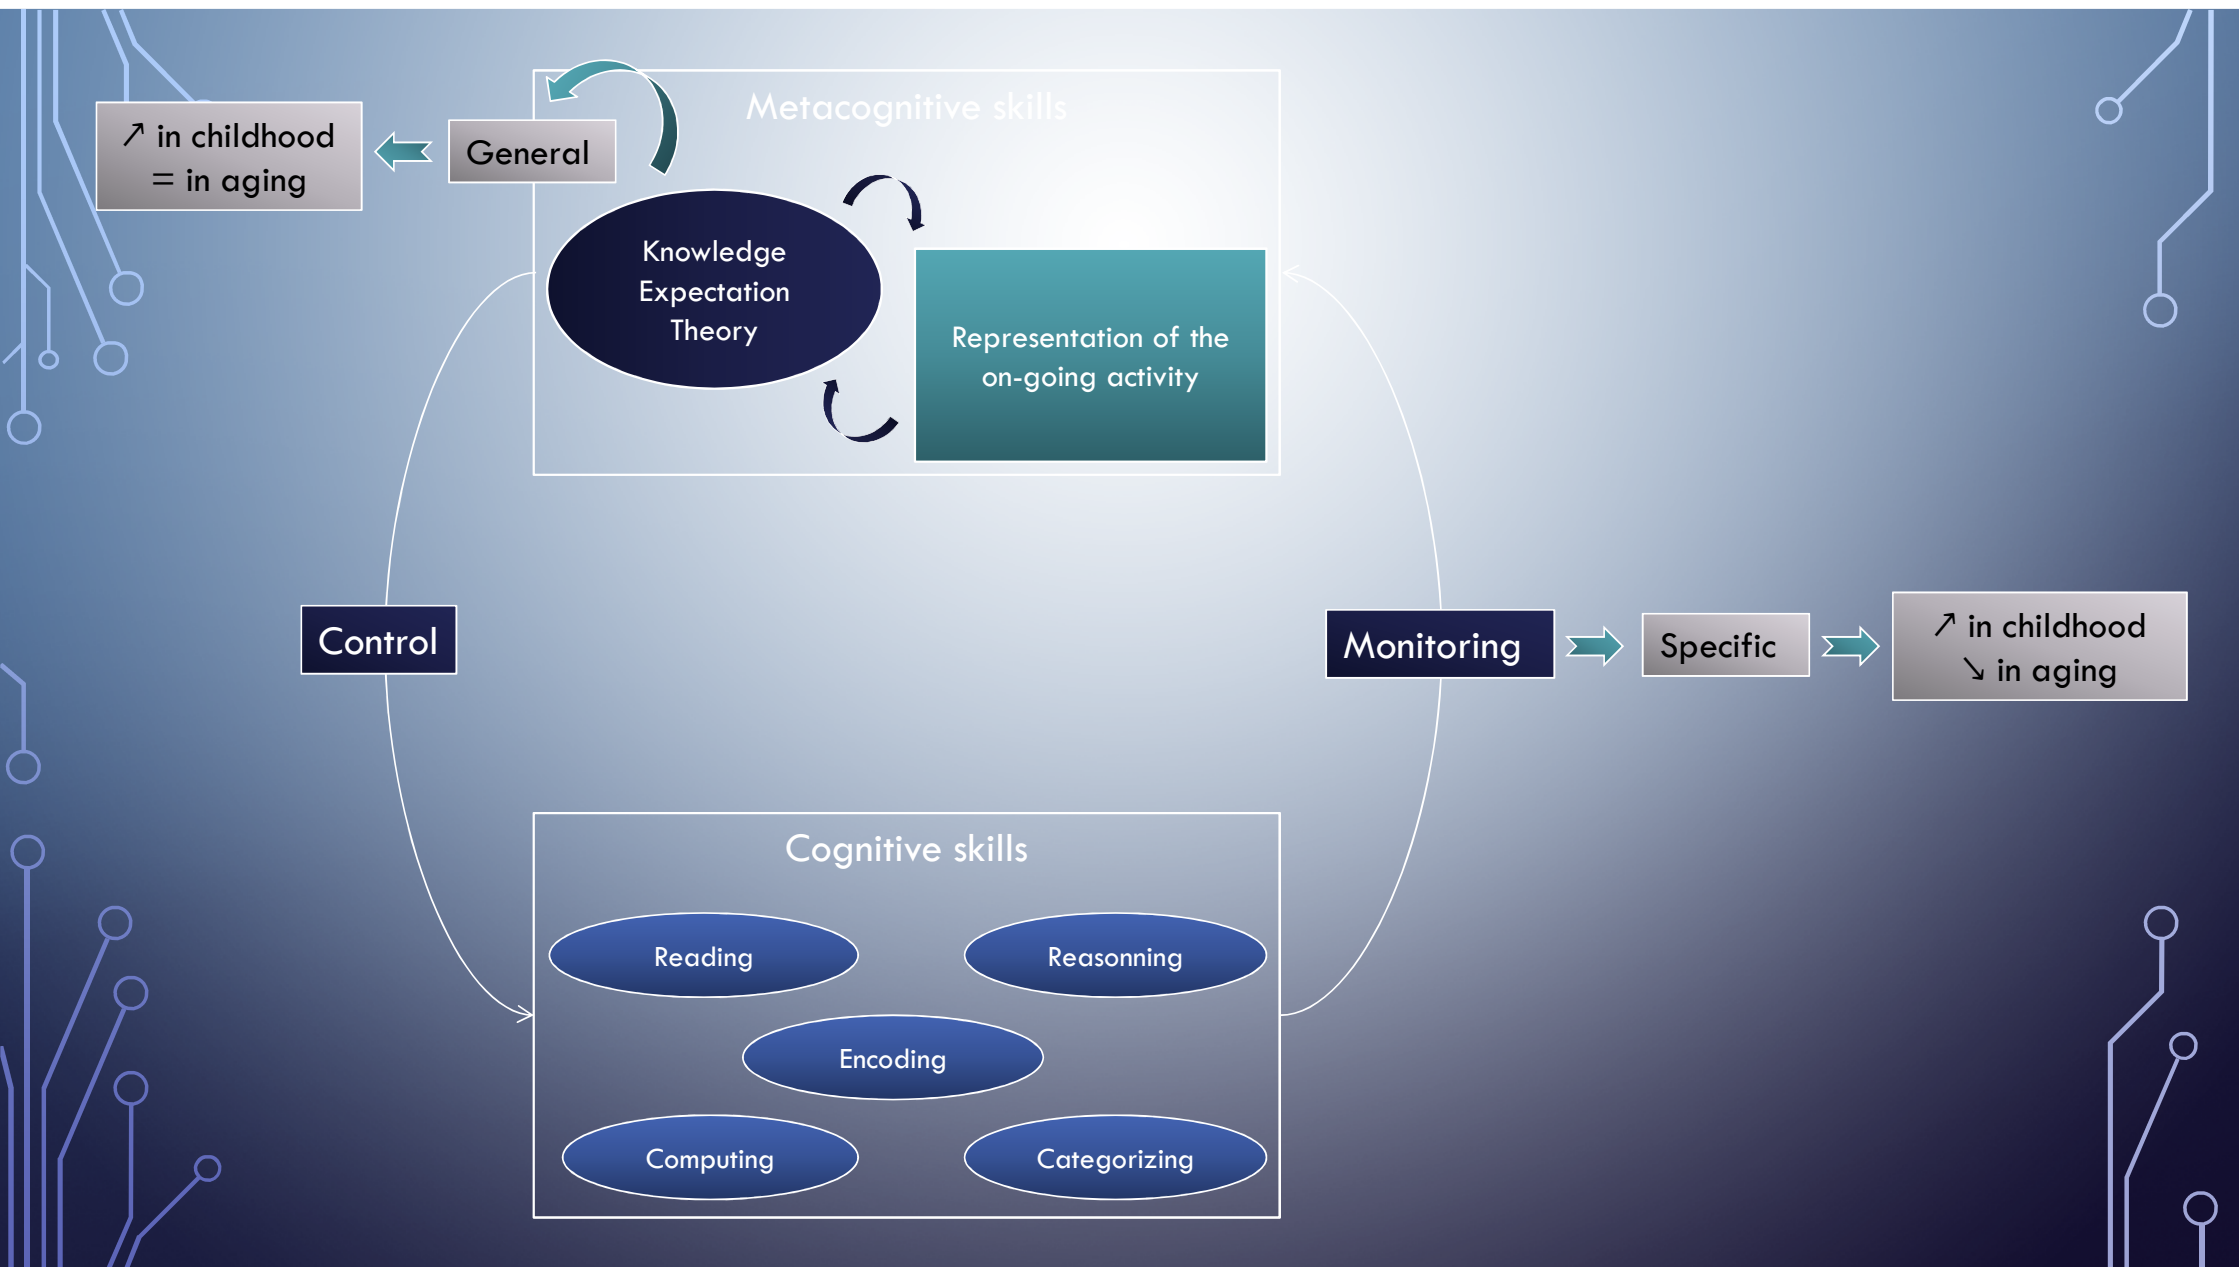 Metacognitive skills
↗ in childhood
= in aging
General
Knowledge
Expectation
Theory
Representation of the
on-going activity
Control
Monitoring
Specific
↗ in childhood
↘ in aging
Cognitive skills
Reading
Reasonning
Encoding
Computing
Categorizing